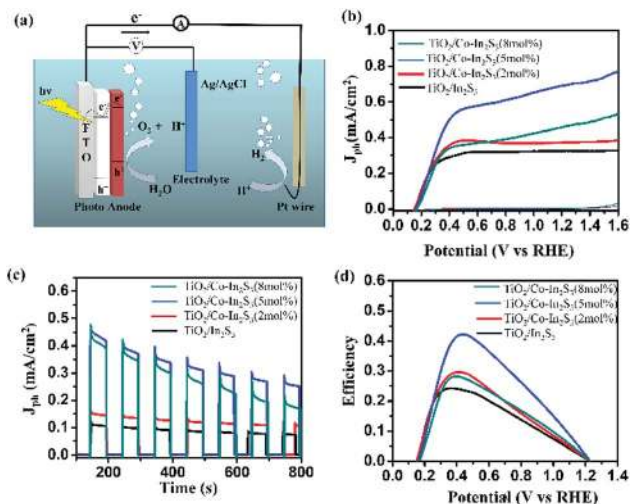 (a)
e⁻
A
V
Ag/AgCl
hν
e⁻
e⁻
F
T
O
O₂ +
H⁺
H₂
H₂O
Electrolyte
H⁺
h⁺
h⁺
Photo Anode
Pt wire
(b)
TiO₂/Co-In₂S₃(8mol%)
TiO₂/Co-In₂S₃(5mol%)
TiO₂/Co-In₂S₃(2mol%)
TiO₂/In₂S₃
J_ph(mA/cm²)
1.0
0.8
0.6
0.4
0.2
0.0
0.2 0.4 0.6 0.8 1.0 1.2 1.4 1.6
Potential (V vs RHE)
(c)
TiO₂/Co-In₂S₃(8mol%)
TiO₂/Co-In₂S₃(5mol%)
TiO₂/Co-In₂S₃(2mol%)
TiO₂/In₂S₃
J_ph(mA/cm²)
0.8
0.7
0.6
0.5
0.4
0.3
0.2
0.1
0.0
200 400 600 800
Time (s)
(d)
TiO₂/Co-In₂S₃(8mol%)
TiO₂/Co-In₂S₃(5mol%)
TiO₂/Co-In₂S₃(2mol%)
TiO₂/In₂S₃
Efficiency
0.6
0.5
0.4
0.3
0.2
0.1
0.0
0.0 0.2 0.4 0.6 0.8 1.0 1.2 1.4
Potential (V vs RHE)